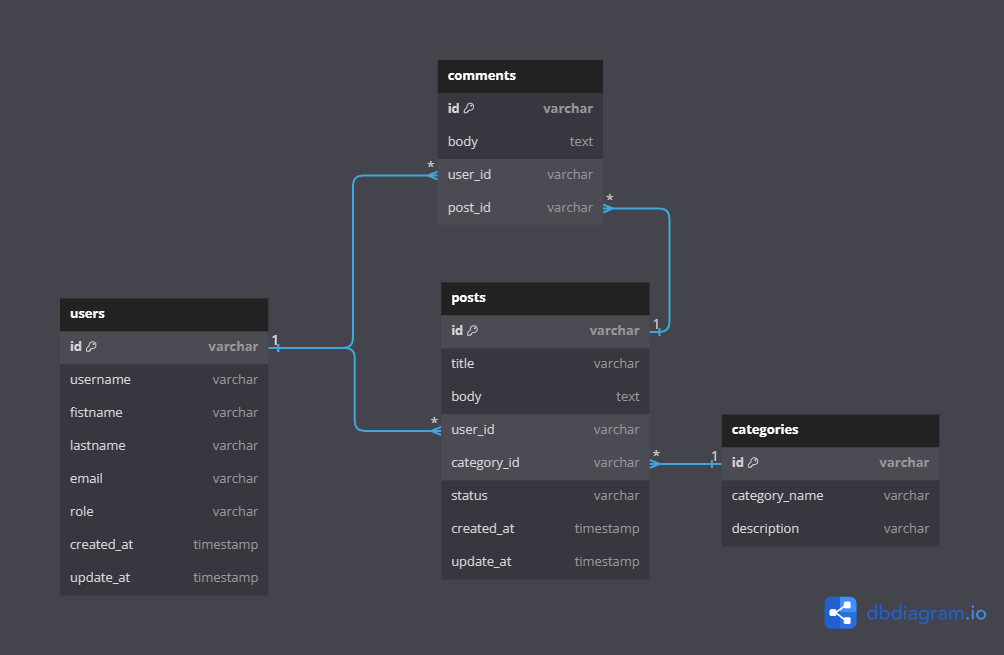 comments
id varchar
body text
* user_id varchar
post_id varchar *
users
id varchar 1
username varchar
fistname varchar
lastname varchar
email varchar
role varchar
created_at timestamp
update_at timestamp
posts
id varchar 1
title varchar
body text
* user_id varchar
category_id varchar *
status varchar
created_at timestamp
update_at timestamp
categories
1 id varchar
category_name varchar
description varchar
dbdiagram.io